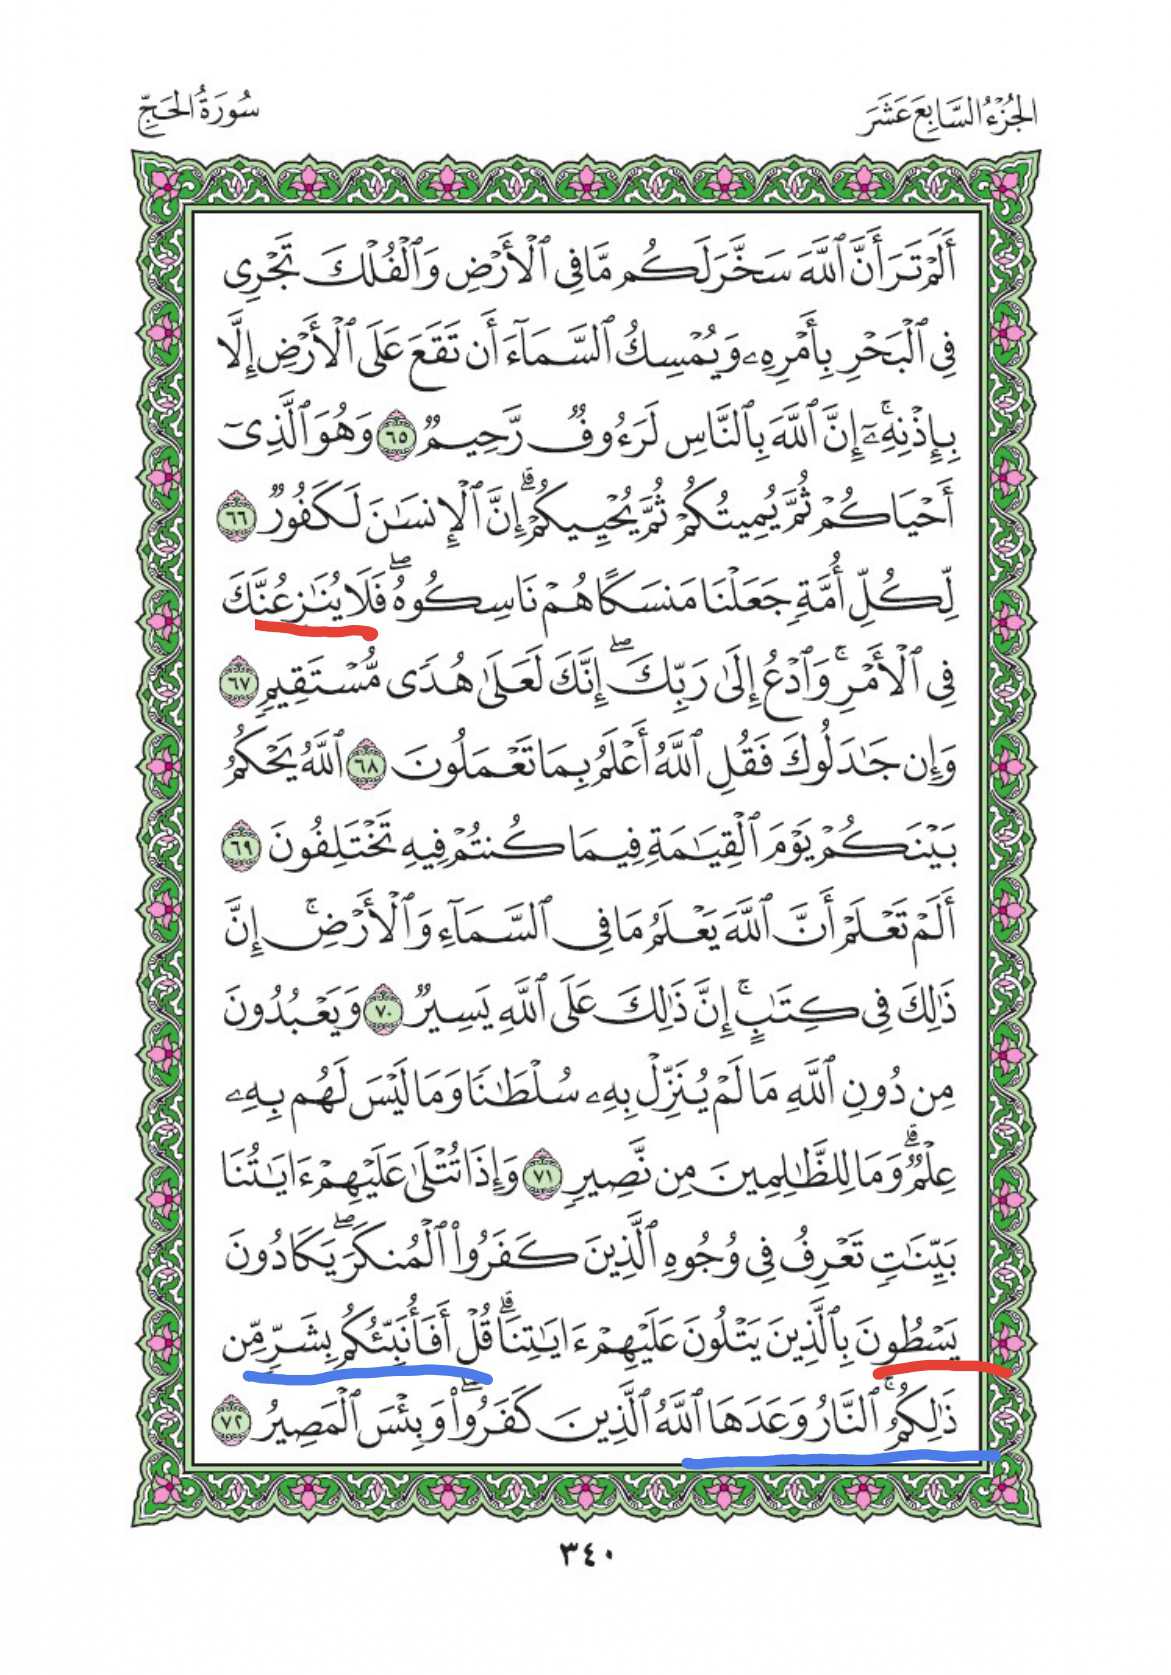 الجُزْءُ السَّابِعَ عَشَرَ
سُورَةُ الحَجِّ
أَلَمْ تَرَ أَنَّ ٱللَّهَ سَخَّرَ لَكُم مَّا فِى ٱلْأَرْضِ وَٱلْفُلْكَ تَجْرِى
فِى ٱلْبَحْرِ بِأَمْرِهِۦ وَيُمْسِكُ ٱلسَّمَآءَ أَن تَقَعَ عَلَى ٱلْأَرْضِ إِلَّا
بِإِذْنِهِۦٓ ۚ إِنَّ ٱللَّهَ بِٱلنَّاسِ لَرَءُوفٌ رَّحِيمٌ ٦٥ وَهُوَ ٱلَّذِىٓ
أَحْيَاكُمْ ثُمَّ يُمِيتُكُمْ ثُمَّ يُحْيِيكُمْ ۗ إِنَّ ٱلْإِنسَٰنَ لَكَفُورٌ ٦٦
لِّكُلِّ أُمَّةٍ جَعَلْنَا مَنسَكًا هُمْ نَاسِكُوهُ ۖ فَلَا يُنَٰزِعُنَّكَ
فِى ٱلْأَمْرِ ۚ وَٱدْعُ إِلَىٰ رَبِّكَ ۖ إِنَّكَ لَعَلَىٰ هُدًى مُّسْتَقِيمٍ ٦٧
وَإِن جَٰدَلُوكَ فَقُلِ ٱللَّهُ أَعْلَمُ بِمَا تَعْمَلُونَ ٦٨ ٱللَّهُ يَحْكُمُ
بَيْنَكُمْ يَوْمَ ٱلْقِيَٰمَةِ فِيمَا كُنتُمْ فِيهِ تَخْتَلِفُونَ ٦٩
أَلَمْ تَعْلَمْ أَنَّ ٱللَّهَ يَعْلَمُ مَا فِى ٱلسَّمَآءِ وَٱلْأَرْضِ ۗ إِنَّ
ذَٰلِكَ فِى كِتَٰبٍ ۚ إِنَّ ذَٰلِكَ عَلَى ٱللَّهِ يَسِيرٌ ٧٠ وَيَعْبُدُونَ
مِن دُونِ ٱللَّهِ مَا لَمْ يُنَزِّلْ بِهِۦ سُلْطَٰنًا وَمَا لَيْسَ لَهُم بِهِۦ
عِلْمٌ ۗ وَمَا لِلظَّٰلِمِينَ مِن نَّصِيرٍ ٧١ وَإِذَا تُتْلَىٰ عَلَيْهِمْ ءَايَٰتُنَا
بَيِّنَٰتٍ تَعْرِفُ فِى وُجُوهِ ٱلَّذِينَ كَفَرُوا۟ ٱلْمُنكَرَ ۖ يَكَادُونَ
يَسْطُونَ بِٱلَّذِينَ يَتْلُونَ عَلَيْهِمْ ءَايَٰتِنَا ۗ قُلْ أَفَأُنَبِّئُكُم بِشَرٍّ مِّن
ذَٰلِكُمُ ۗ ٱلنَّارُ وَعَدَهَا ٱللَّهُ ٱلَّذِينَ كَفَرُوا۟ ۖ وَبِئْسَ ٱلْمَصِيرُ ٧٢
٣٤٠